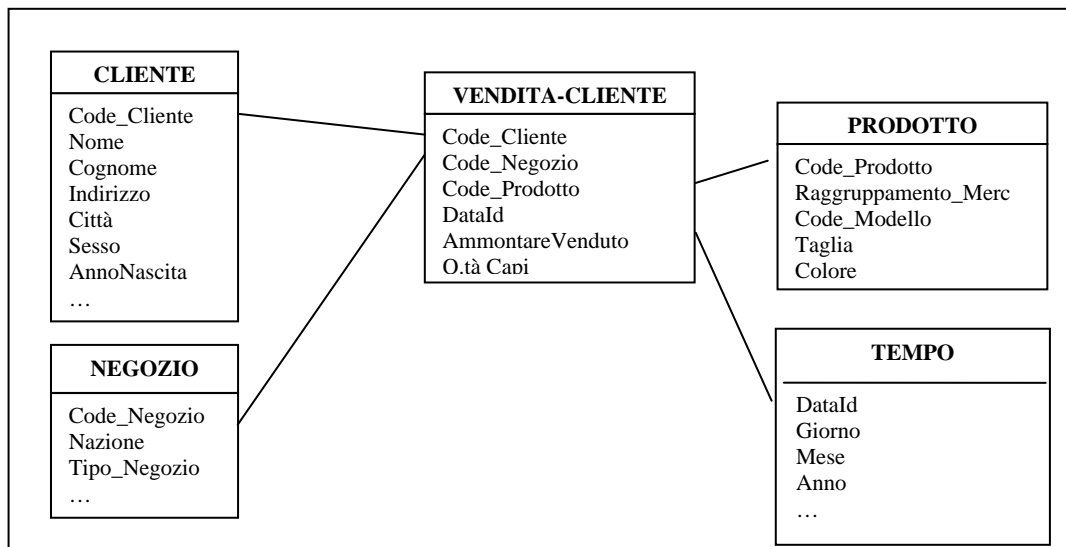 CLIENTE
Code_Cliente
Nome
Cognome
Indirizzo
Città
Sesso
AnnoNascita
…
NEGOZIO
Code_Negozio
Nazione
Tipo_Negozio
…
VENDITA-CLIENTE
Code_Cliente
Code_Negozio
Code_Prodotto
DataId
AmmontareVenduto
Q.tà Capi
PRODOTTO
Code_Prodotto
Raggruppamento_Merc
Code_Modello
Taglia
Colore
TEMPO
DataId
Giorno
Mese
Anno
…